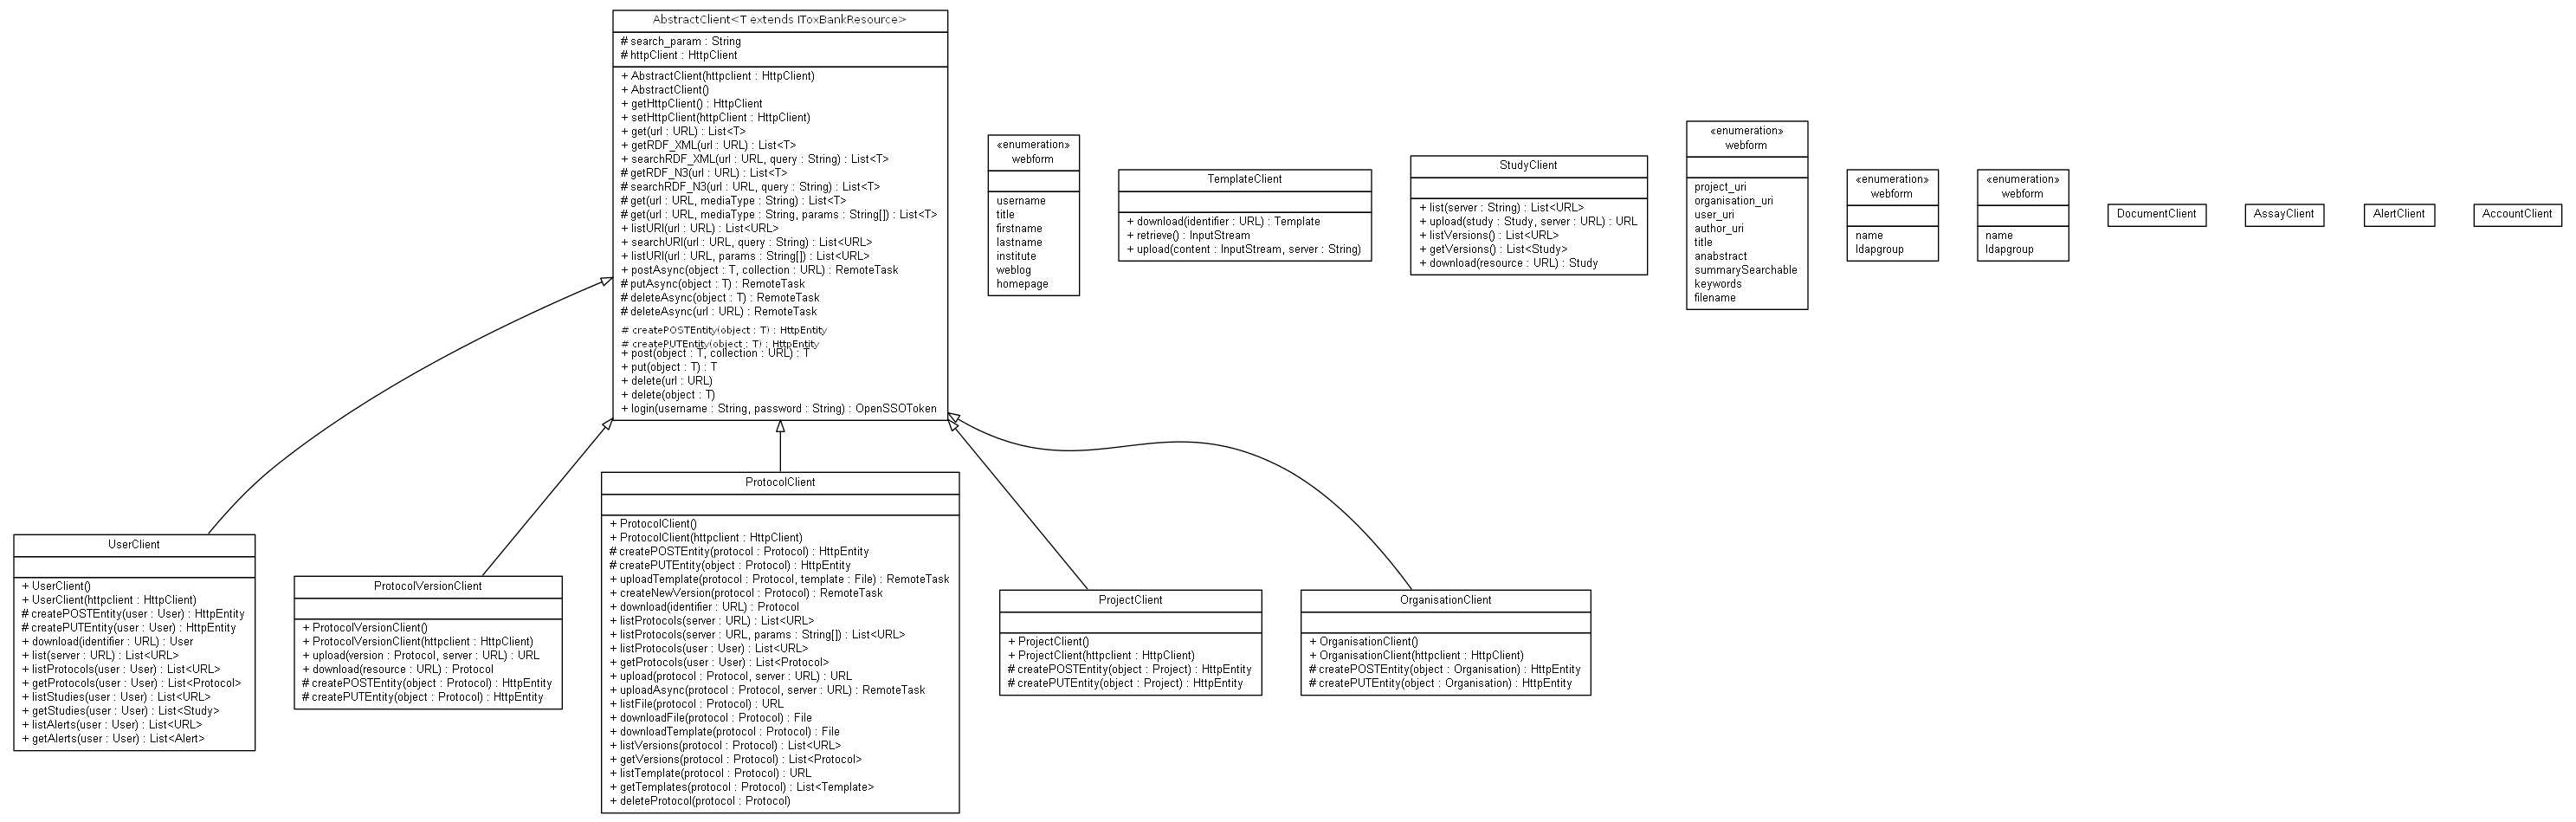 AbstractClient<T extends IToxBankResource>
# search_param : String
# httpClient : HttpClient
+ AbstractClient(httpclient : HttpClient)
+ AbstractClient()
+ getHttpClient() : HttpClient
+ setHttpClient(httpClient : HttpClient)
+ get(url : URL) : List<T>
+ getRDF_XML(url : URL) : List<T>
+ searchRDF_XML(url : URL, query : String) : List<T>
# getRDF_N3(url : URL) : List<T>
# searchRDF_N3(url : URL, query : String) : List<T>
# get(url : URL, mediaType : String) : List<T>
# get(url : URL, mediaType : String, params : String[]) : List<T>
+ listURI(url : URL) : List<URL>
+ searchURI(url : URL, query : String) : List<URL>
+ listURI(url : URL, params : String[]) : List<URL>
+ postAsync(object : T, collection : URL) : RemoteTask
# putAsync(object : T) : RemoteTask
# deleteAsync(object : T) : RemoteTask
# deleteAsync(url : URL) : RemoteTask
# createPOSTEntity(object : T) : HttpEntity
# createPUTEntity(object : T) : HttpEntity
+ post(object : T, collection : URL) : T
+ put(object : T) : T
+ delete(url : URL)
+ delete(object : T)
+ login(username : String, password : String) : OpenSSOToken
«enumeration»
webform
username
title
firstname
lastname
institute
weblog
homepage
TemplateClient
+ download(identifier : URL) : Template
+ retrieve() : InputStream
+ upload(content : InputStream, server : String)
StudyClient
+ list(server : String) : List<URL>
+ upload(study : Study, server : URL) : URL
+ listVersions() : List<URL>
+ getVersions() : List<Study>
+ download(resource : URL) : Study
«enumeration»
webform
project_uri
organisation_uri
user_uri
author_uri
title
anabstract
summarySearchable
keywords
filename
«enumeration»
webform
name
ldapgroup
«enumeration»
webform
name
ldapgroup
DocumentClient
AssayClient
AlertClient
AccountClient
UserClient
+ UserClient()
+ UserClient(httpclient : HttpClient)
# createPOSTEntity(user : User) : HttpEntity
# createPUTEntity(user : User) : HttpEntity
+ download(identifier : URL) : User
+ list(server : URL) : List<URL>
+ listProtocols(user : User) : List<URL>
+ getProtocols(user : User) : List<Protocol>
+ listStudies(user : User) : List<URL>
+ getStudies(user : User) : List<Study>
+ listAlerts(user : User) : List<URL>
+ getAlerts(user : User) : List<Alert>
ProtocolVersionClient
+ ProtocolVersionClient()
+ ProtocolVersionClient(httpclient : HttpClient)
+ upload(version : Protocol, server : URL) : URL
+ download(resource : URL) : Protocol
# createPOSTEntity(object : Protocol) : HttpEntity
# createPUTEntity(object : Protocol) : HttpEntity
ProtocolClient
+ ProtocolClient()
+ ProtocolClient(httpclient : HttpClient)
# createPOSTEntity(protocol : Protocol) : HttpEntity
# createPUTEntity(object : Protocol) : HttpEntity
+ uploadTemplate(protocol : Protocol, template : File) : RemoteTask
+ createNewVersion(protocol : Protocol) : RemoteTask
+ download(identifier : URL) : Protocol
+ listProtocols(server : URL) : List<URL>
+ listProtocols(server : URL, params : String[]) : List<URL>
+ listProtocols(user : User) : List<URL>
+ getProtocols(user : User) : List<Protocol>
+ upload(protocol : Protocol, server : URL) : URL
+ uploadAsync(protocol : Protocol, server : URL) : RemoteTask
+ listFile(protocol : Protocol) : URL
+ downloadFile(protocol : Protocol) : File
+ downloadTemplate(protocol : Protocol) : File
+ listVersions(protocol : Protocol) : List<URL>
+ getVersions(protocol : Protocol) : List<Protocol>
+ listTemplate(protocol : Protocol) : URL
+ getTemplates(protocol : Protocol) : List<Template>
+ deleteProtocol(protocol : Protocol)
ProjectClient
+ ProjectClient()
+ ProjectClient(httpclient : HttpClient)
# createPOSTEntity(object : Project) : HttpEntity
# createPUTEntity(object : Project) : HttpEntity
OrganisationClient
+ OrganisationClient()
+ OrganisationClient(httpclient : HttpClient)
# createPOSTEntity(object : Organisation) : HttpEntity
# createPUTEntity(object : Organisation) : HttpEntity